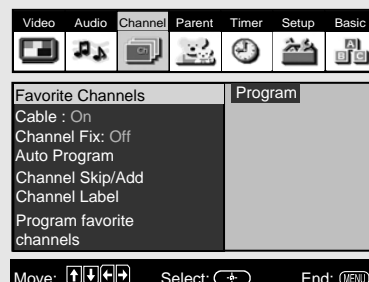 Video Audio Channel Parent Timer Setup Basic
Ch
A
B C
Favorite Channels Program
Cable : On
Channel Fix: Off
Auto Program
Channel Skip/Add
Channel Label
Program favorite
channels
Move: Select: End: MENU